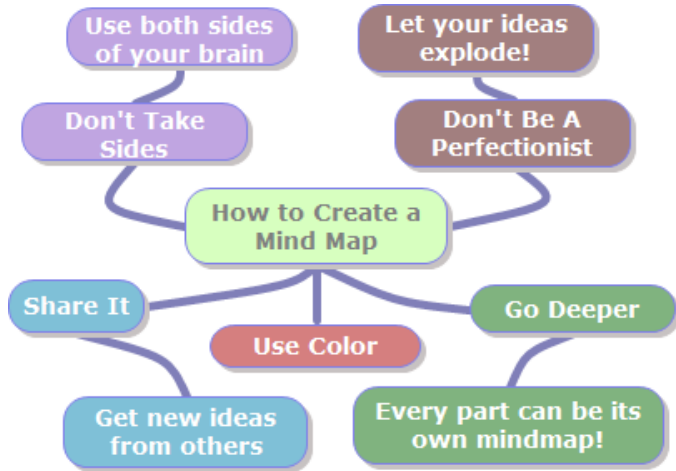 Use both sides
of your brain
Let your ideas
explode!
Don't Take
Sides
Don't Be A
Perfectionist
How to Create a
Mind Map
Share It
Use Color
Go Deeper
Get new ideas
from others
Every part can be its
own mindmap!